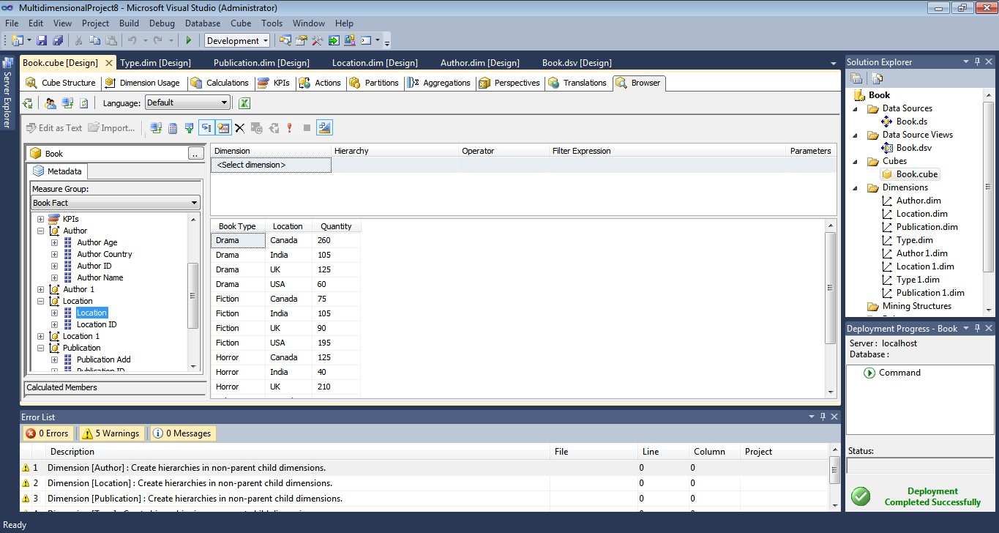 MultidimensionalProject8 - Microsoft Visual Studio (Administrator)
File Edit View Project Build Debug Database Cube Tools Window Help
Development
Server Explorer
Book.cube [Design] Type.dim [Design] Publication.dim [Design] Location.dim [Design] Author.dim [Design] Book.dsv [Design]
Cube Structure Dimension Usage Calculations KPIs Actions Partitions Aggregations Perspectives Translations Browser
Language: Default
Edit as Text Import...
Book ..
Metadata
Measure Group:
Book Fact
KPIs
Author
Author Age
Author Country
Author ID
Author Name
Author 1
Location
Location
Location ID
Location 1
Publication
Publication Add
Publication ID
Calculated Members
Dimension Hierarchy Operator Filter Expression Parameters
<Select dimension>
Book Type Location Quantity
Drama Canada 260
Drama India 105
Drama UK 125
Drama USA 60
Fiction Canada 75
Fiction India 105
Fiction UK 90
Fiction USA 195
Horror Canada 125
Horror India 40
Horror UK 210
Error List
0 Errors 5 Warnings 0 Messages
Description File Line Column Project
1 Dimension [Author] : Create hierarchies in non-parent child dimensions. 0 0
2 Dimension [Location] : Create hierarchies in non-parent child dimensions. 0 0
3 Dimension [Publication] : Create hierarchies in non-parent child dimensions. 0 0
Solution Explorer
Book
Data Sources
Book.ds
Data Source Views
Book.dsv
Cubes
Book.cube
Dimensions
Author.dim
Location.dim
Publication.dim
Type.dim
Author 1.dim
Location 1.dim
Type 1.dim
Publication 1.dim
Mining Structures
Deployment Progress - Book
Server : localhost
Database :
Command
Status:
Deployment
Completed Successfully
Ready